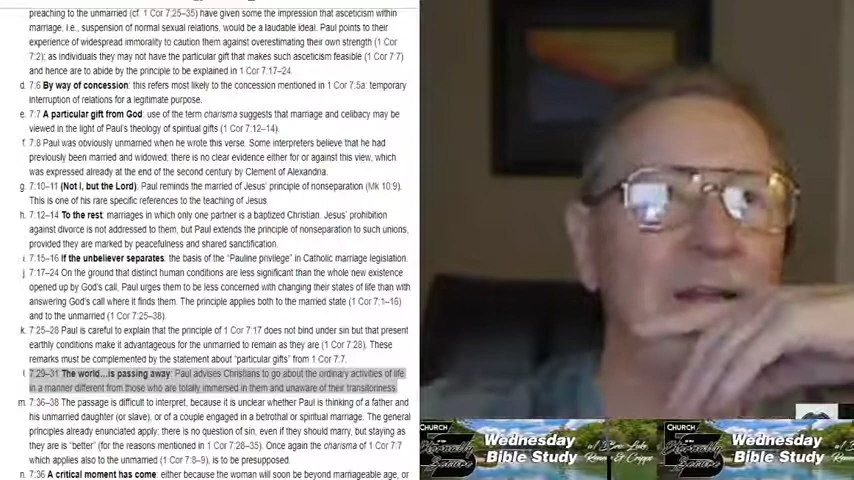 preaching to the unmarried (cf. 1 Cor 7:25–35) have given some the impression that asceticism within
marriage, i.e., suspension of normal sexual relations, would be a laudable ideal. Paul points to their
experience of widespread immorality to caution them against overestimating their own strength (1 Cor
7:2); as individuals they may not have the particular gift that makes such asceticism feasible (1 Cor 7:7)
and hence are to abide by the principle to be explained in 1 Cor 7:17–24.
d. 7:6 By way of concession: this refers most likely to the concession mentioned in 1 Cor 7:5a: temporary
interruption of relations for a legitimate purpose.
e. 7:7 A particular gift from God: use of the term charisma suggests that marriage and celibacy may be
viewed in the light of Paul's theology of spiritual gifts (1 Cor 7:12–14).
f. 7:8 Paul was obviously unmarried when he wrote this verse. Some interpreters believe that he had
previously been married and widowed; there is no clear evidence either for or against this view, which
was expressed already at the end of the second century by Clement of Alexandria.
g. 7:10–11 (Not I, but the Lord): Paul reminds the married of Jesus' principle of nonseparation (Mk 10:9).
This is one of his rare specific references to the teaching of Jesus.
h. 7:12–14 To the rest: marriages in which only one partner is a baptized Christian. Jesus' prohibition
against divorce is not addressed to them, but Paul extends the principle of nonseparation to such unions,
provided they are marked by peacefulness and shared sanctification.
i. 7:15–16 If the unbeliever separates: the basis of the "Pauline privilege" in Catholic marriage legislation.
j. 7:17–24 On the ground that distinct human conditions are less significant than the whole new existence
opened up by God's call, Paul urges them to be less concerned with changing their states of life than with
answering God's call where it finds them. The principle applies both to the married state (1 Cor 7:1–16)
and to the unmarried (1 Cor 7:25–38).
k. 7:25–28 Paul is careful to explain that the principle of 1 Cor 7:17 does not bind under sin but that present
earthly conditions make it advantageous for the unmarried to remain as they are (1 Cor 7:28). These
remarks must be complemented by the statement about "particular gifts" from 1 Cor 7:7.
l. 7:29–31 The world…is passing away: Paul advises Christians to go about the ordinary activities of life
in a manner different from those who are totally immersed in them and unaware of their transitoriness.
m. 7:36–38 The passage is difficult to interpret, because it is unclear whether Paul is thinking of a father and
his unmarried daughter (or slave), or of a couple engaged in a betrothal or spiritual marriage. The general
principles already enunciated apply: there is no question of sin, even if they should marry, but staying as
they are is "better" (for the reasons mentioned in 1 Cor 7:28–35). Once again the charisma of 1 Cor 7:7
which applies also to the unmarried (1 Cor 7:8–9), is to be presupposed.
n. 7:36 A critical moment has come: either because the woman will soon be beyond marriageable age, or
CHURCH
Eternally
Secure
Wednesday
Bible Study
CHURCH
Eternally
Secure
Wednesday
Bible Study